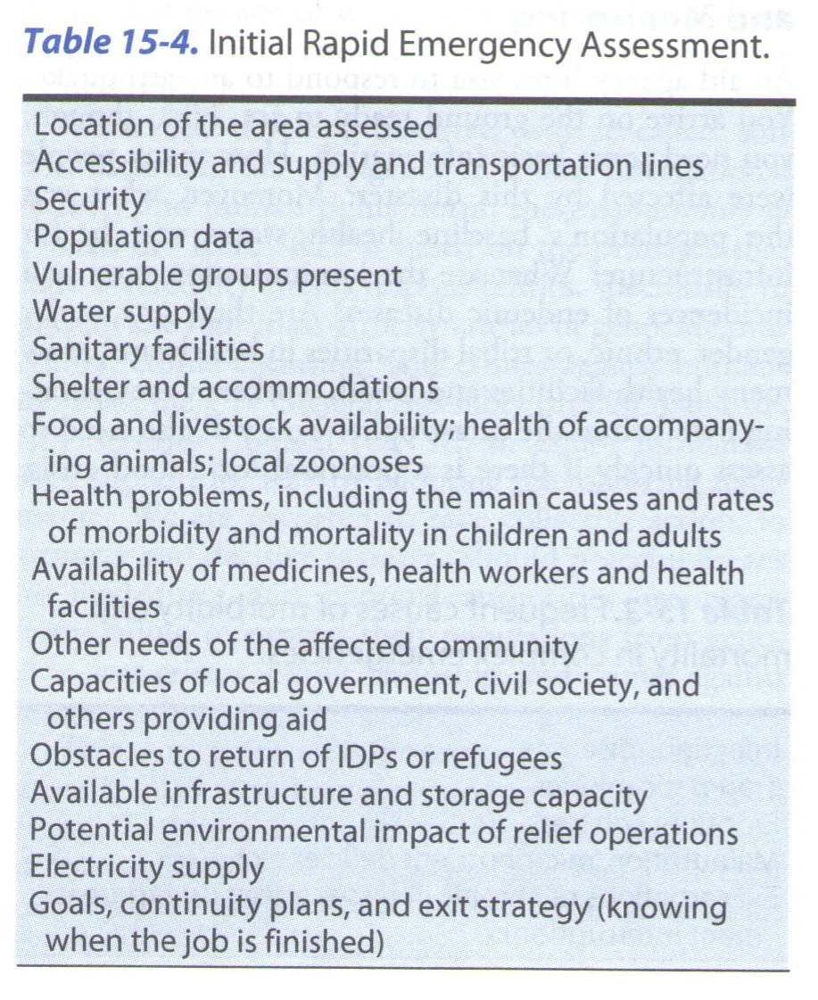 Table 15-4. Initial Rapid Emergency Assessment.
Location of the area assessed
Accessibility and supply and transportation lines
Security
Population data
Vulnerable groups present
Water supply
Sanitary facilities
Shelter and accommodations
Food and livestock availability; health of accompany-
ing animals; local zoonoses
Health problems, including the main causes and rates
of morbidity and mortality in children and adults
Availability of medicines, health workers and health
facilities
Other needs of the affected community
Capacities of local government, civil society, and
others providing aid
Obstacles to return of IDPs or refugees
Available infrastructure and storage capacity
Potential environmental impact of relief operations
Electricity supply
Goals, continuity plans, and exit strategy (knowing
when the job is finished)